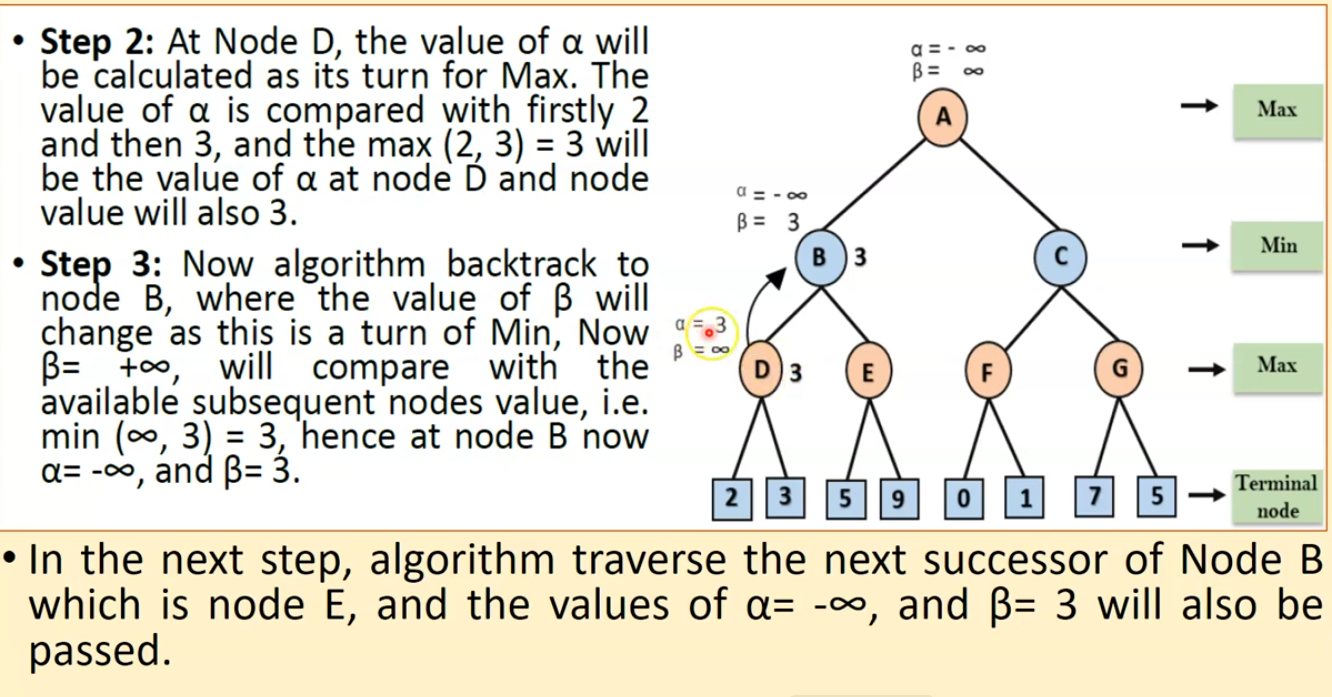 • Step 2: At Node D, the value of α will
be calculated as its turn for Max. The
value of α is compared with firstly 2
and then 3, and the max (2, 3) = 3 will
be the value of α at node D and node
value will also 3.
• Step 3: Now algorithm backtrack to
node B, where the value of β will
change as this is a turn of Min, Now
β= +∞, will compare with the
available subsequent nodes value, i.e.
min (∞, 3) = 3, hence at node B now
α= -∞, and β= 3.
α = - ∞
β = ∞
A
Max
α = - ∞
β = 3
B 3
C
Min
α = 3
β = ∞
D 3
E
F
G
Max
2 3 5 9 0 1 7 5
Terminal
node
• In the next step, algorithm traverse the next successor of Node B
which is node E, and the values of α= -∞, and β= 3 will also be
passed.